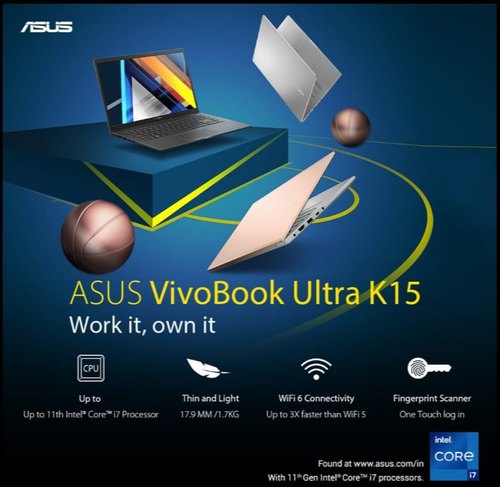 ASUS
ASUS VivoBook Ultra K15
Work it, own it
CPU
Up to
Up to 11th Intel® Core™ i7 Processor
Thin and Light
17.9 MM /1.7KG
WiFi 6 Connectivity
Up to 3X faster than WiFi 5
Fingerprint Scanner
One Touch log in
intel.
CORE
i7
Found at www.asus.com/in
With 11th Gen Intel® Core™ i7 processors.